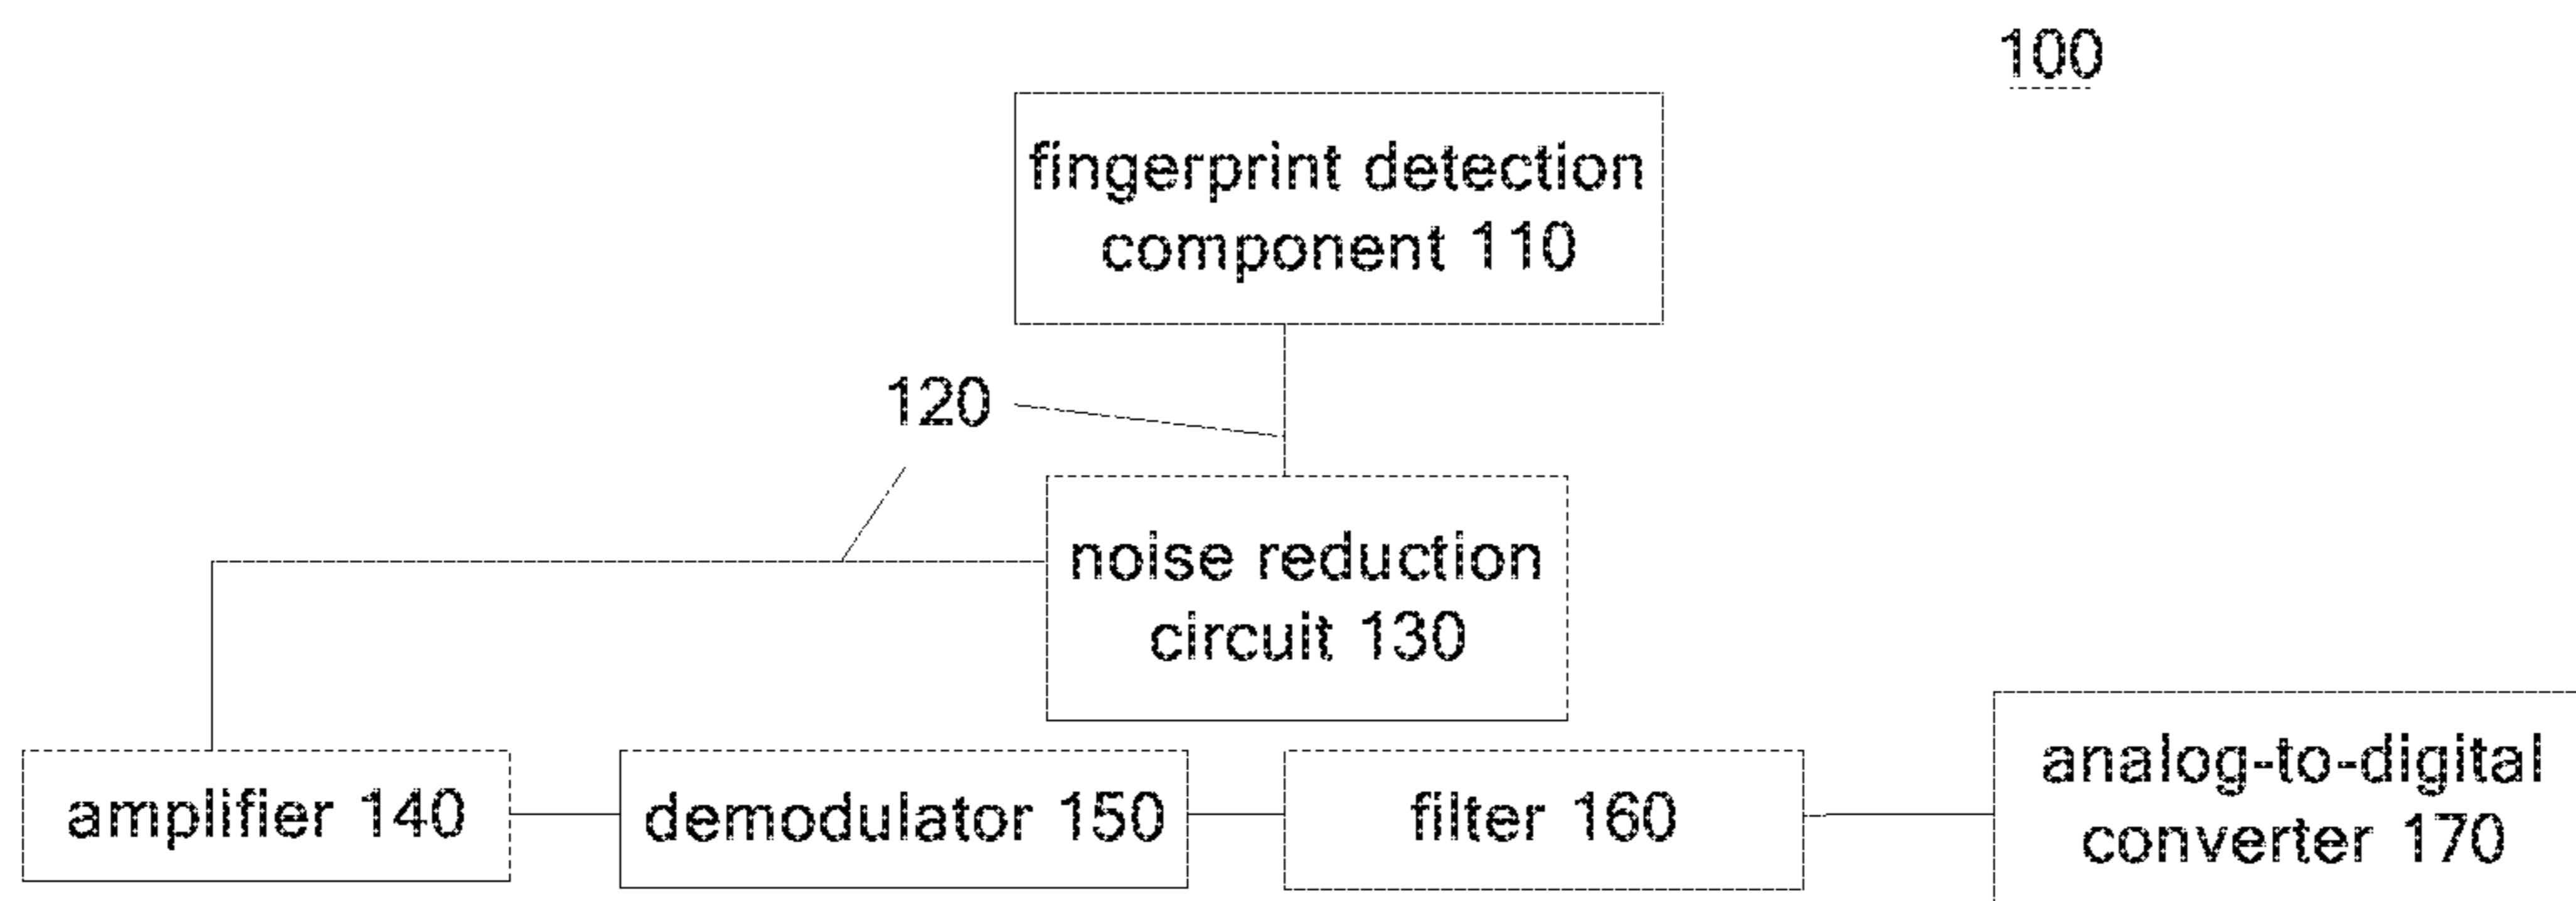 100
fingerprint detection
component 110
120
noise reduction
circuit 130
amplifier 140
demodulator 150
filter 160
analog-to-digital
converter 170